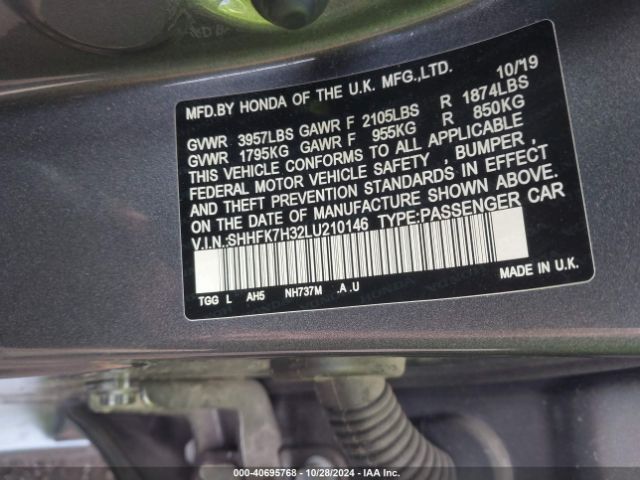 MFD.BY HONDA OF THE U.K. MFG.,LTD. 10/'19
GVWR 3957LBS GAWR F 2105LBS R 1874LBS
GVWR 1795KG GAWR F 955KG R 850KG
THIS VEHICLE CONFORMS TO ALL APPLICABLE
FEDERAL MOTOR VEHICLE SAFETY , BUMPER ,
AND THEFT PREVENTION STANDARDS IN EFFECT
ON THE DATE OF MANUFACTURE SHOWN ABOVE.
V.I.N.:SHHFK7H32LU210146 TYPE:PASSENGER CAR
MADE IN U.K.
TGG L AH5 NH737M .A .U
000-40695768 | 10/28/2024 | IAA Inc.